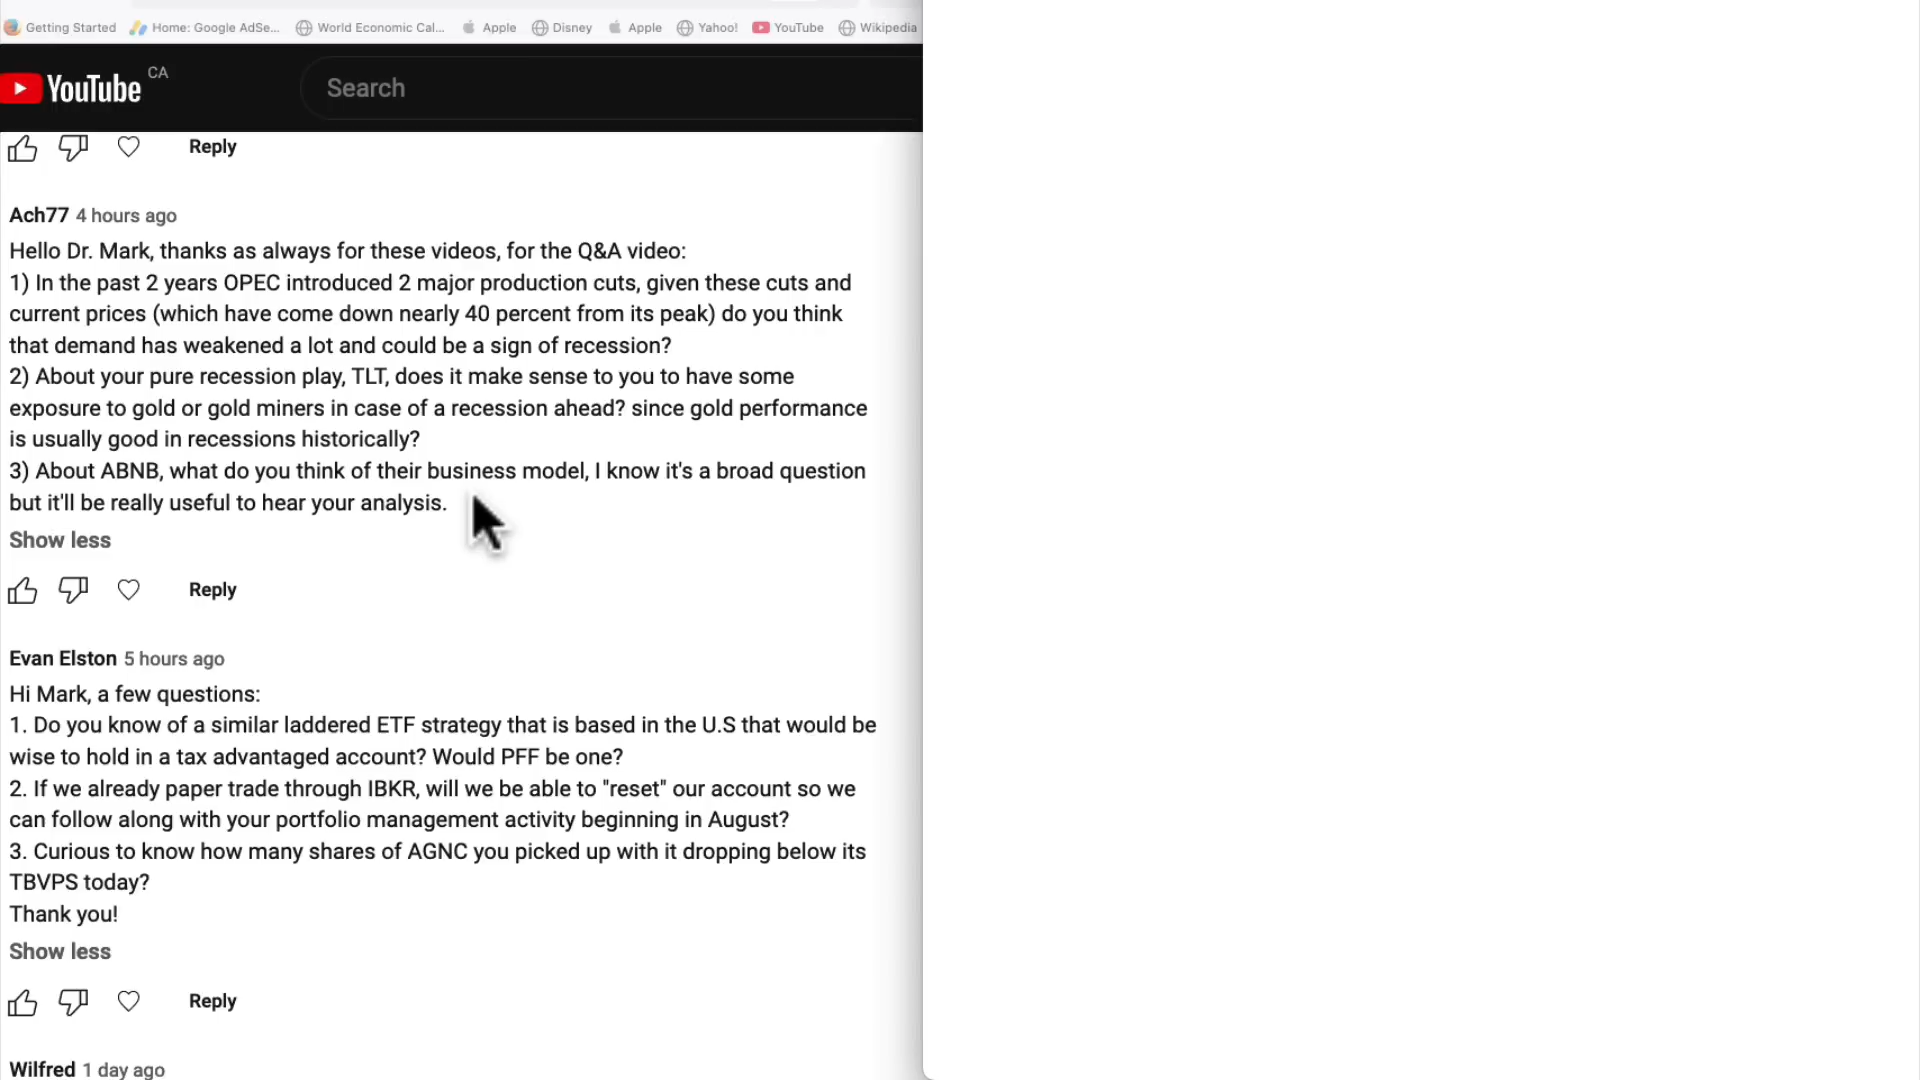 Getting Started Home: Google AdSe... World Economic Cal... Apple Disney Apple Yahoo! YouTube Wikipedia
YouTube CA Search
Reply
Ach77 4 hours ago
Hello Dr. Mark, thanks as always for these videos, for the Q&A video:
1) In the past 2 years OPEC introduced 2 major production cuts, given these cuts and
current prices (which have come down nearly 40 percent from its peak) do you think
that demand has weakened a lot and could be a sign of recession?
2) About your pure recession play, TLT, does it make sense to you to have some
exposure to gold or gold miners in case of a recession ahead? since gold performance
is usually good in recessions historically?
3) About ABNB, what do you think of their business model, I know it's a broad question
but it'll be really useful to hear your analysis.
Show less
Reply
Evan Elston 5 hours ago
Hi Mark, a few questions:
1. Do you know of a similar laddered ETF strategy that is based in the U.S that would be
wise to hold in a tax advantaged account? Would PFF be one?
2. If we already paper trade through IBKR, will we be able to "reset" our account so we
can follow along with your portfolio management activity beginning in August?
3. Curious to know how many shares of AGNC you picked up with it dropping below its
TBVPS today?
Thank you!
Show less
Reply
Wilfred 1 day ago